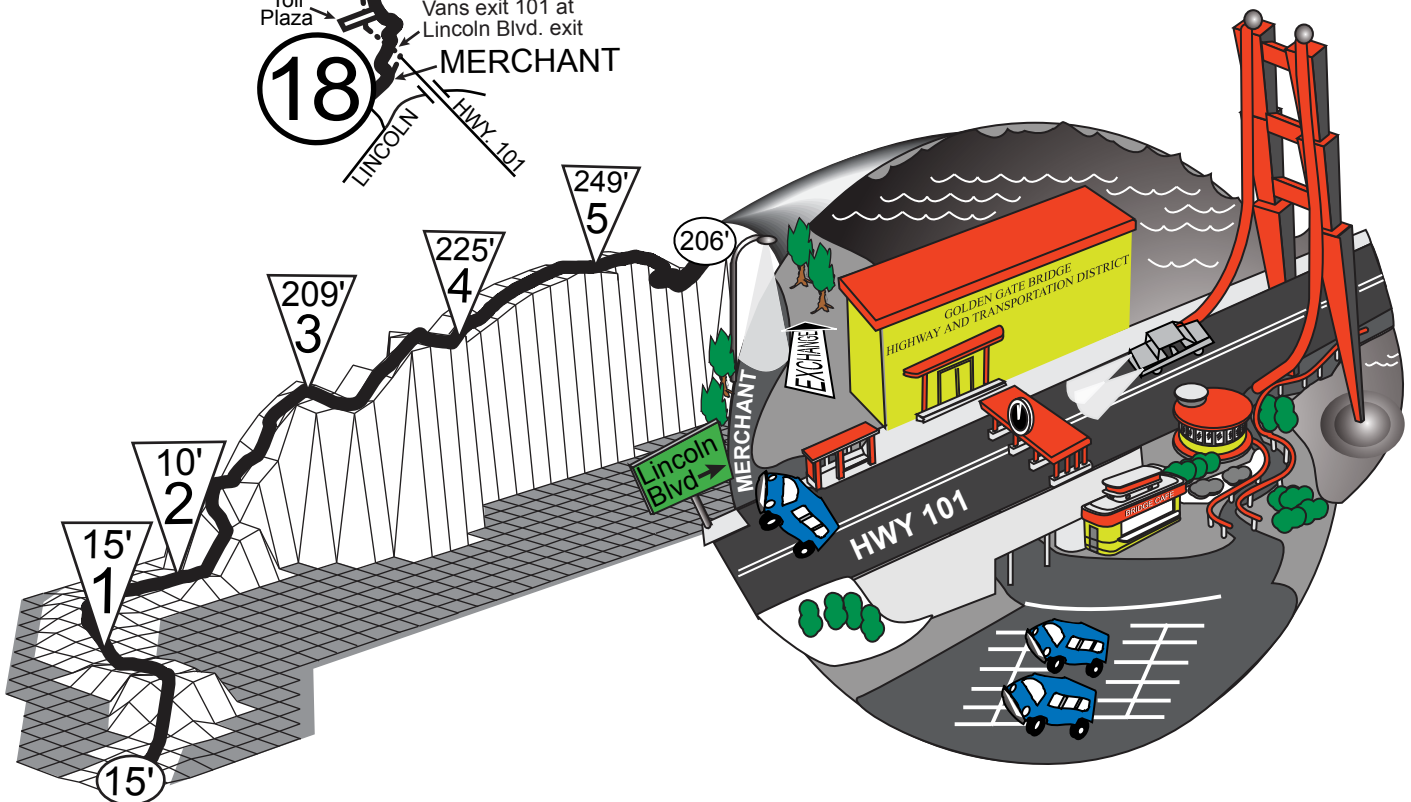 Toll
Plaza
Vans exit 101 at
Lincoln Blvd. exit
18
MERCHANT
LINCOLN
HWY. 101
249'
5
225'
4
206'
209'
3
10'
2
15'
1
15'
GOLDEN GATE BRIDGE
HIGHWAY AND TRANSPORTATION DISTRICT
EXCHANGE
MERCHANT
Lincoln
Blvd
HWY 101
BRIDGE CAFE